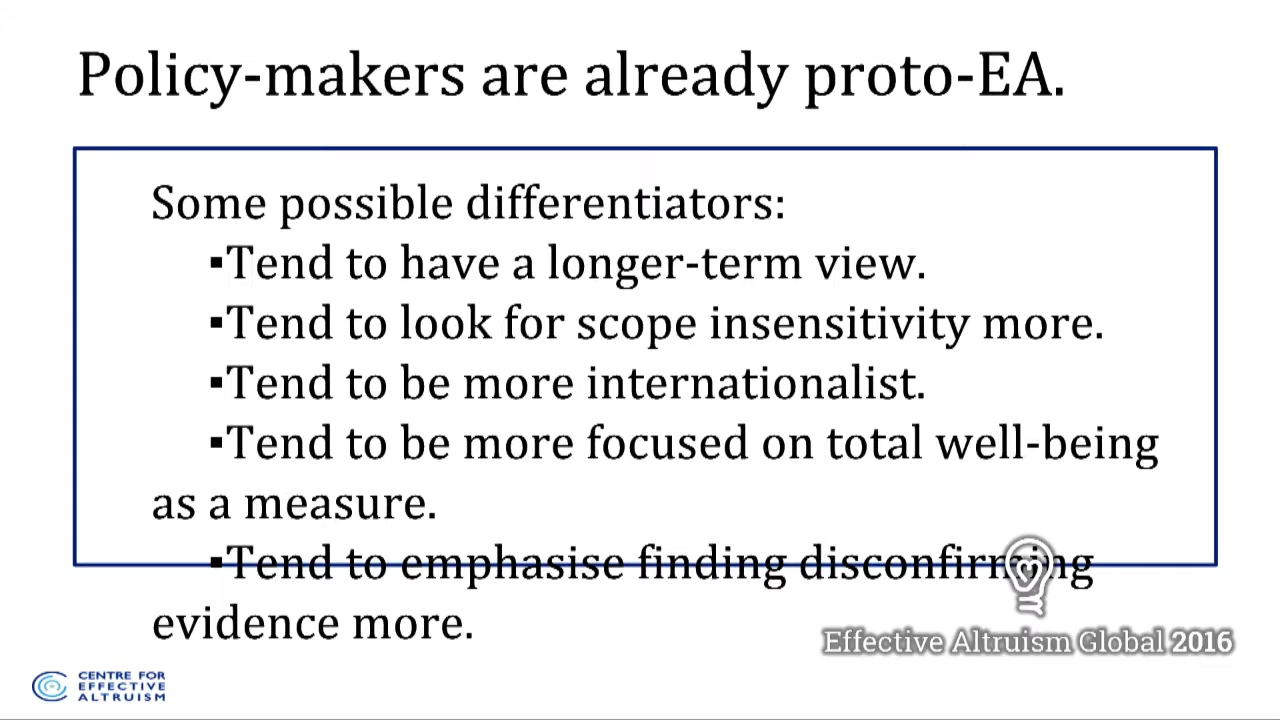 Policy-makers are already proto-EA.
Some possible differentiators:
▪Tend to have a longer-term view.
▪Tend to look for scope insensitivity more.
▪Tend to be more internationalist.
▪Tend to be more focused on total well-being
as a measure.
▪Tend to emphasise finding disconfirming
evidence more.
Effective Altruism Global 2016
CENTRE FOR
EFFECTIVE
ALTRUISM